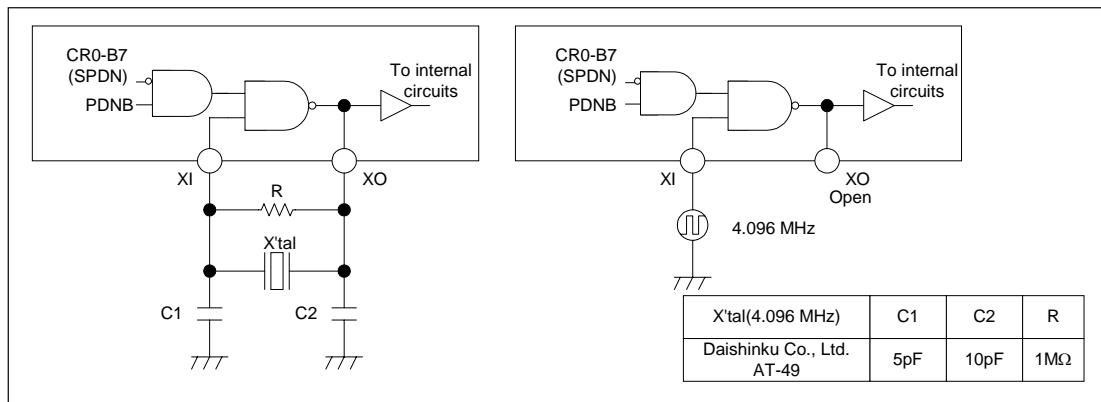 CR0-B7
(SPDN)
PDNB
To internal
circuits
XI
XO
R
X'tal
C1
C2
CR0-B7
(SPDN)
PDNB
To internal
circuits
XI
XO
Open
4.096 MHz
X'tal(4.096 MHz) C1 C2 R
Daishinku Co., Ltd.
AT-49 5pF 10pF 1MΩ